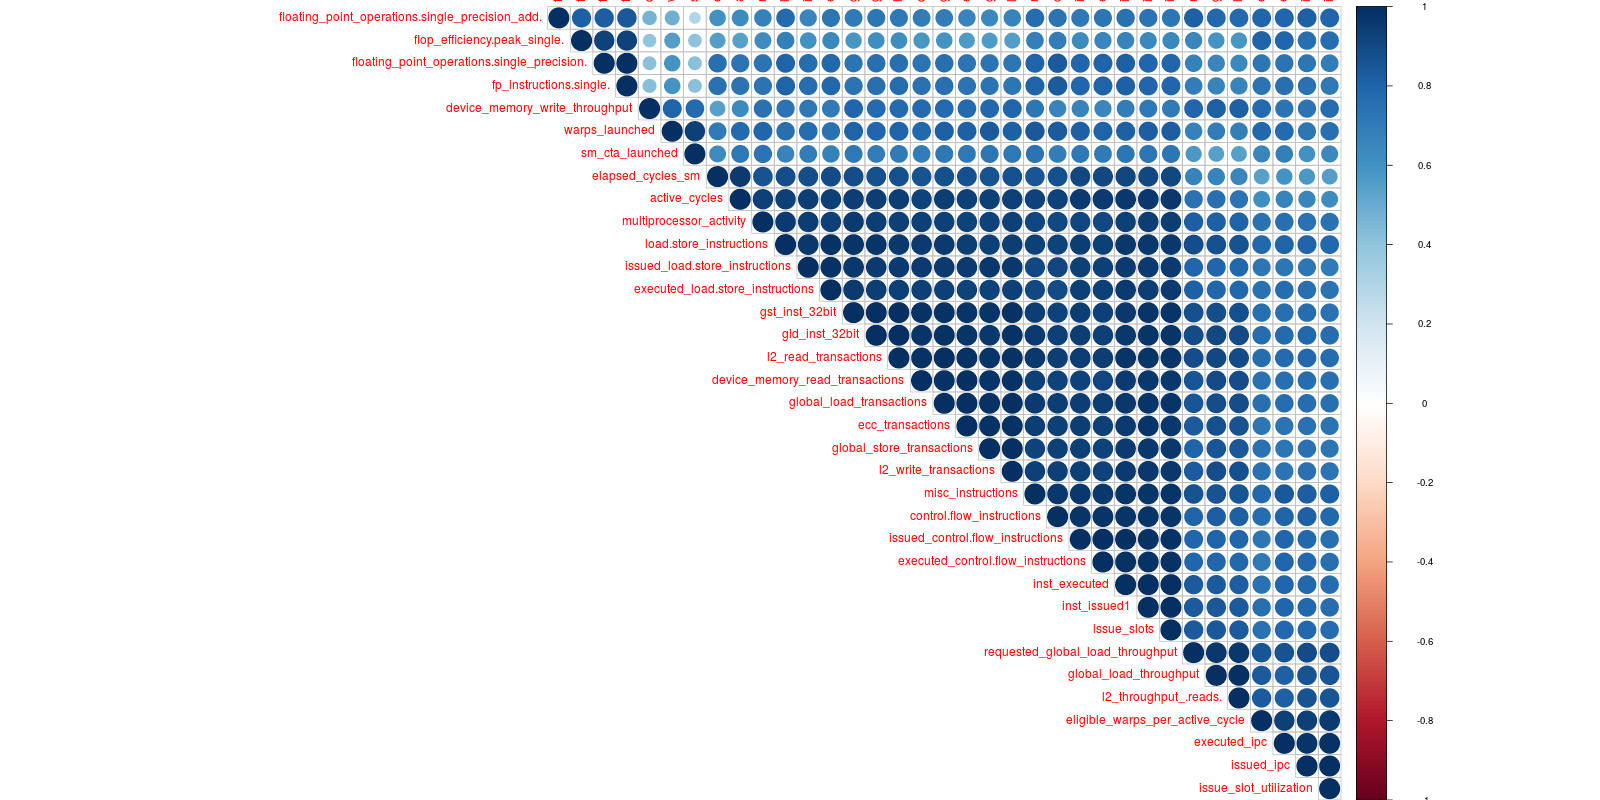 floating_point_operations.single_precision_add.
flop_efficiency.peak_single.
floating_point_operations.single_precision.
fp_instructions.single.
device_memory_write_throughput
warps_launched
sm_cta_launched
elapsed_cycles_sm
active_cycles
multiprocessor_activity
load.store_instructions
issued_load.store_instructions
executed_load.store_instructions
gst_inst_32bit
gld_inst_32bit
l2_read_transactions
device_memory_read_transactions
global_load_transactions
ecc_transactions
global_store_transactions
l2_write_transactions
misc_instructions
control.flow_instructions
issued_control.flow_instructions
executed_control.flow_instructions
inst_executed
inst_issued1
issue_slots
requested_global_load_throughput
global_load_throughput
l2_throughput_.reads.
eligible_warps_per_active_cycle
executed_ipc
issued_ipc
issue_slot_utilization
1
0.8
0.6
0.4
0.2
0
-0.2
-0.4
-0.6
-0.8